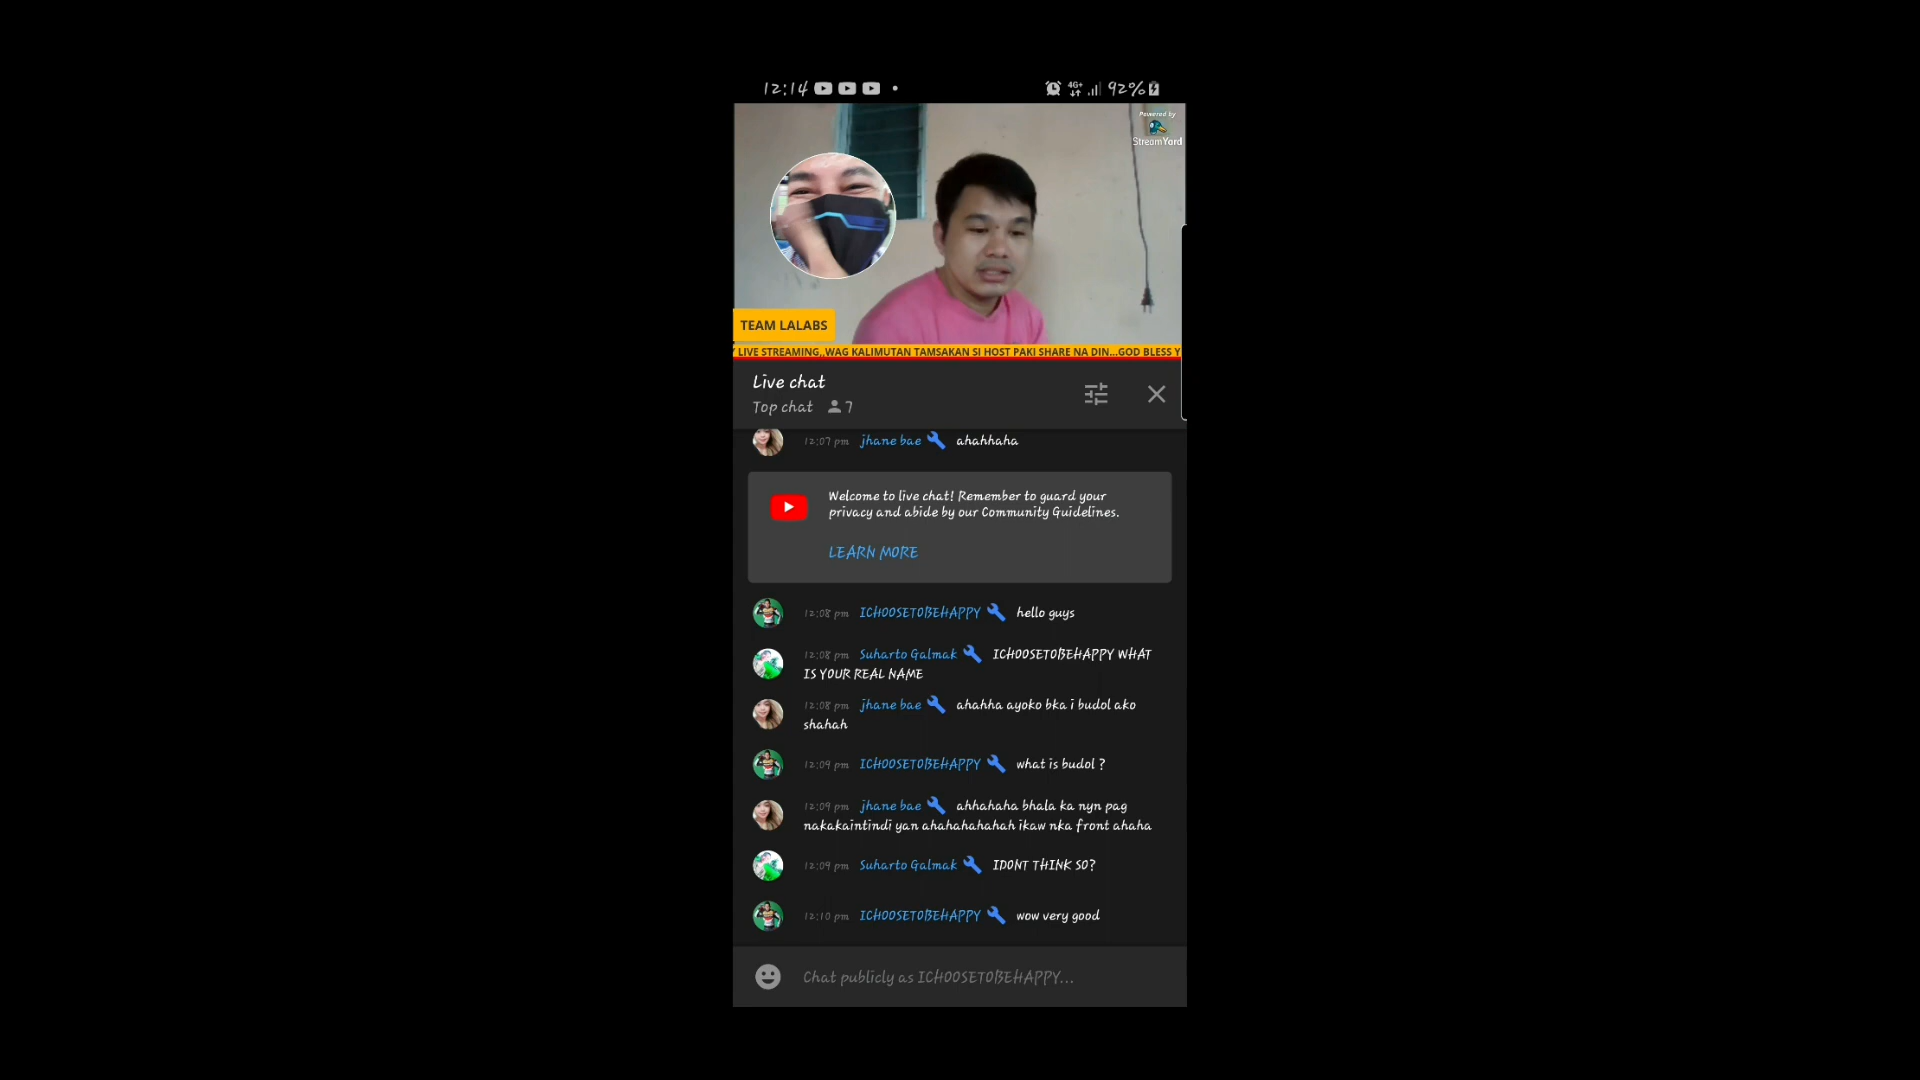 12:14
4G+
92%
Powered by
StreamYard
TEAM LALABS
LIVE STREAMING,,WAG KALIMUTAN TAMSAKAN SI HOST PAKI SHARE NA DIN...GOD BLESS Y
Live chat
Top chat 7
12:07 pm jhane bae ahahhaha
Welcome to live chat! Remember to guard your
privacy and abide by our Community Guidelines.
LEARN MORE
12:08 pm ICHOOSETOBEHAPPY hello guys
12:08 pm Suharto Galmak ICHOOSETOBEHAPPY WHAT
IS YOUR REAL NAME
12:08 pm jhane bae ahahha ayoko bka i budol ako
shahah
12:09 pm ICHOOSETOBEHAPPY what is budol ?
12:09 pm jhane bae ahhahaha bhala ka nyn pag
nakakaintindi yan ahahahahahah ikaw nka front ahaha
12:09 pm Suharto Galmak IDONT THINK SO?
12:10 pm ICHOOSETOBEHAPPY wow very good
Chat publicly as ICHOOSETOBEHAPPY...